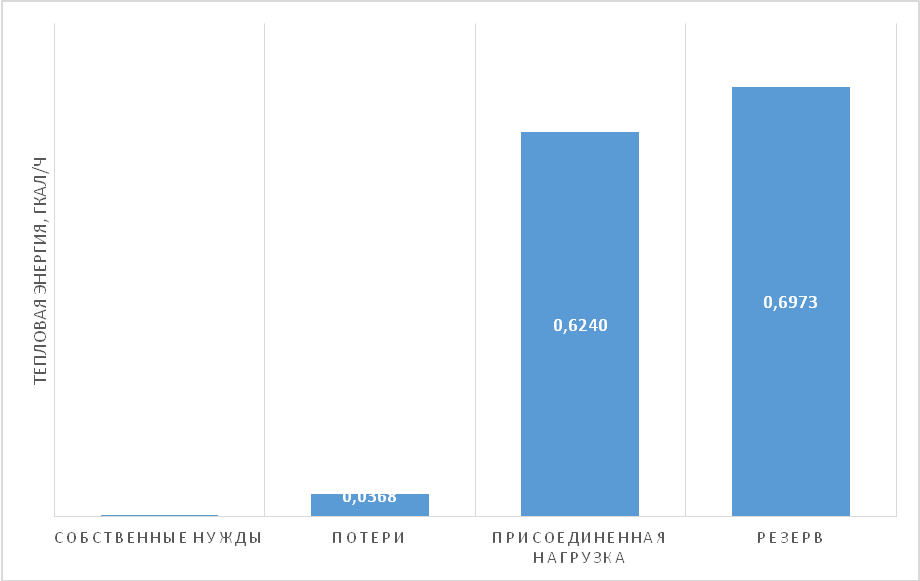 ТЕПЛОВАЯ ЭНЕРГИЯ, ГКАЛ/Ч
0,0368
0,6240
0,6973
СОБСТВЕННЫЕ НУЖДЫ
ПОТЕРИ
ПРИСОЕДИНЕННАЯ
НАГРУЗКА
РЕЗЕРВ